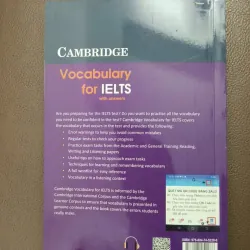 CAMBRIDGE
Vocabulary
for IELTS
with answers
Are you preparing for the IELTS test? Do you want to practise all the vocabulary
you need to be confident in the test? Cambridge Vocabulary for IELTS covers
the vocabulary that occurs in the test and provides the following:
Error warnings to help you avoid common mistakes
Regular tests to check your progress
Practice exam tasks from the Academic and General Training Reading,
Writing and Listening papers
Useful tips on how to approach exam tasks
Techniques for learning and remembering vocabulary
A full wordlist for easy reference
Vocabulary in a training context
Cambridge Vocabulary for IELTS is informed by the
Cambridge International Corpus and the Cambridge
Learner Corpus to ensure that vocabulary is presented in
genuine contexts and the book covers the errors students
really make.